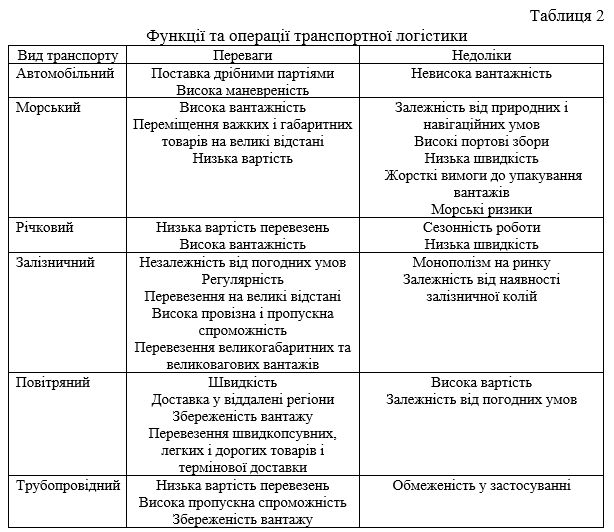 Таблиця 2
Функції та операції транспортної логістики
Вид транспорту Переваги Недоліки
Автомобільний Поставка дрібними партіями Невисока вантажність
Висока маневреність
Морський Висока вантажність Залежність від природних і
Переміщення важких і габаритних навігаційних умов
товарів на великі відстані Високі портові збори
Низька вартість Низька швидкість
Жорсткі вимоги до упакування
вантажів
Морські ризики
Річковий Низька вартість перевезень Сезонність роботи
Висока вантажність Низька швидкість
Залізничний Незалежність від погодних умов Монополізм на ринку
Регулярність Залежність від наявності
Перевезення на великі відстані залізничної колій
Висока провізна і пропускна
спроможність
Перевезення великогабаритних та
великовагових вантажів
Повітряний Швидкість Висока вартість
Доставка у віддалені регіони Залежність від погодних умов
Збереженість вантажу
Перевезення швидкопсувних,
легких і дорогих товарів і
термінової доставки
Трубопровідний Низька вартість перевезень Обмеженість у застосуванні
Висока пропускна спроможність
Збереженість вантажу